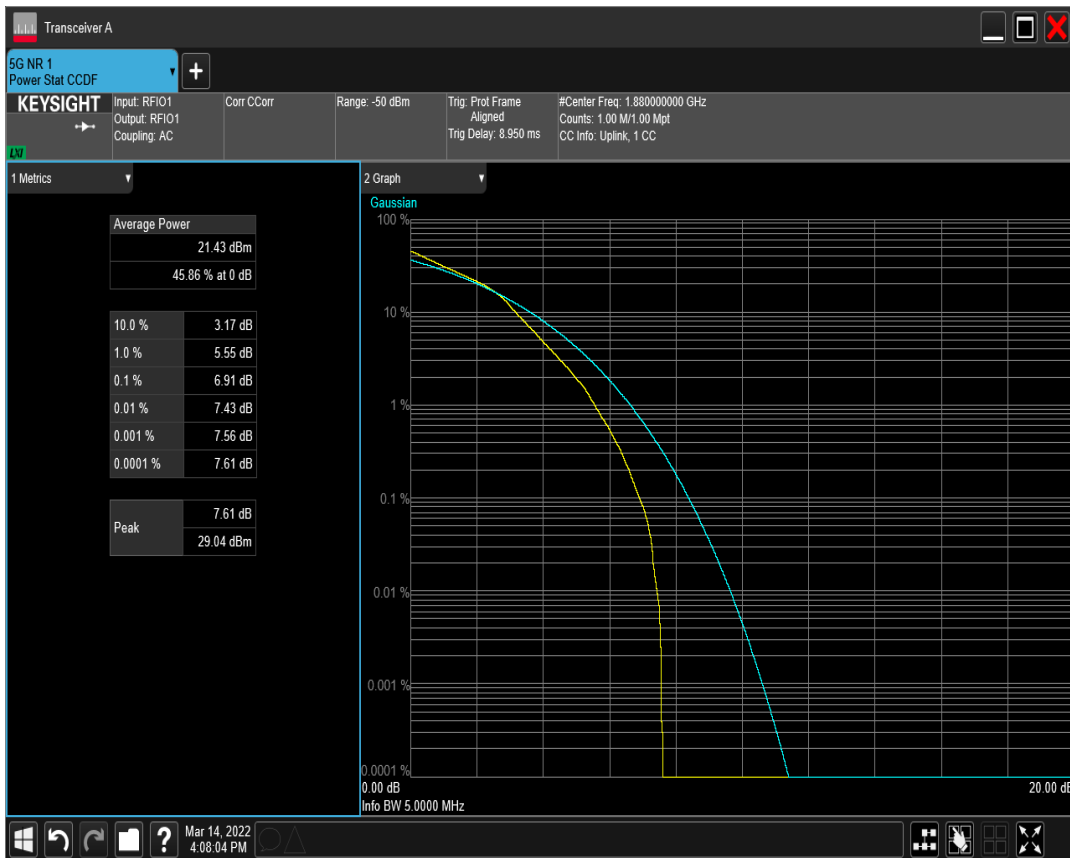 Transceiver A
5G NR 1
Power Stat CCDF
KEYSIGHT
LXI
Input: RFIO1
Output: RFIO1
Coupling: AC
Corr CCorr
Range: -50 dBm
Trig: Prot Frame
Aligned
Trig Delay: 8.950 ms
#Center Freq: 1.880000000 GHz
Counts: 1.00 M/1.00 Mpt
CC Info: Uplink, 1 CC
1 Metrics
Average Power
21.43 dBm
45.86 % at 0 dB
10.0 % 3.17 dB
1.0 % 5.55 dB
0.1 % 6.91 dB
0.01 % 7.43 dB
0.001 % 7.56 dB
0.0001 % 7.61 dB
Peak
7.61 dB
29.04 dBm
2 Graph
Gaussian
100 %
10 %
1 %
0.1 %
0.01 %
0.001 %
0.0001 %
0.00 dB 20.00 dB
Info BW 5.0000 MHz
?
Mar 14, 2022
4:08:04 PM